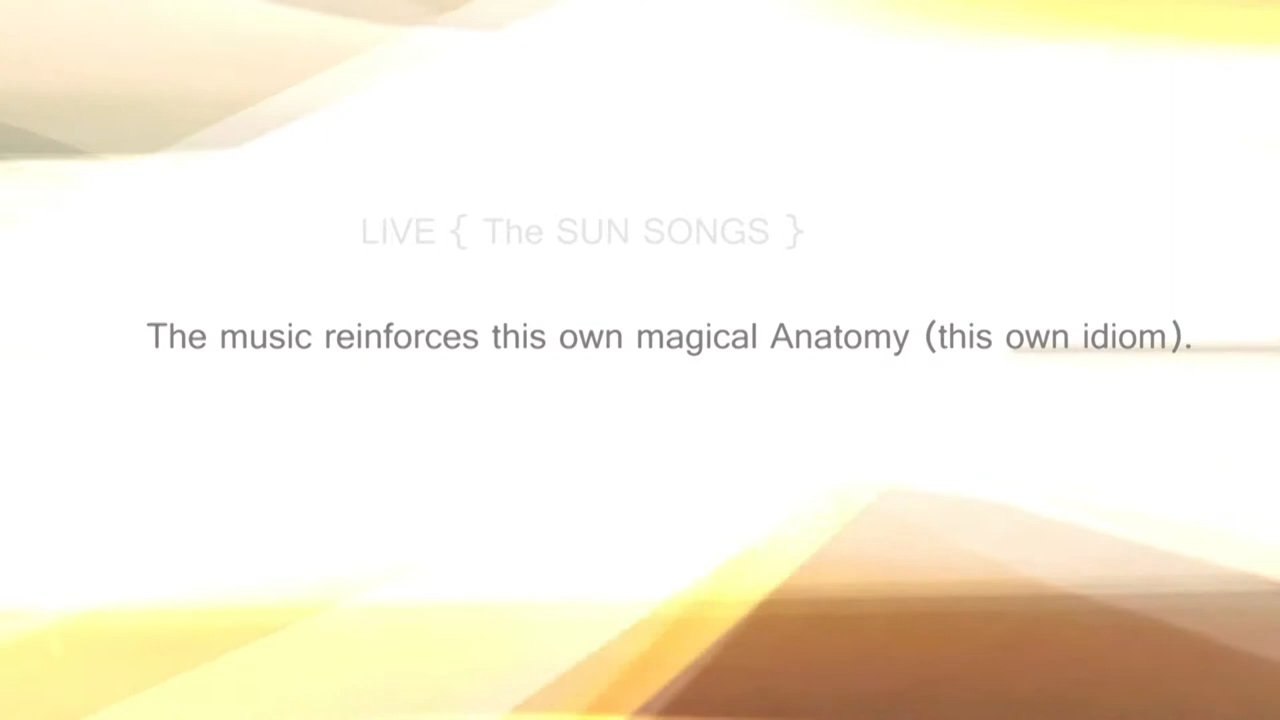 LIVE { The SUN SONGS }
The music reinforces this own magical Anatomy (this own idiom).